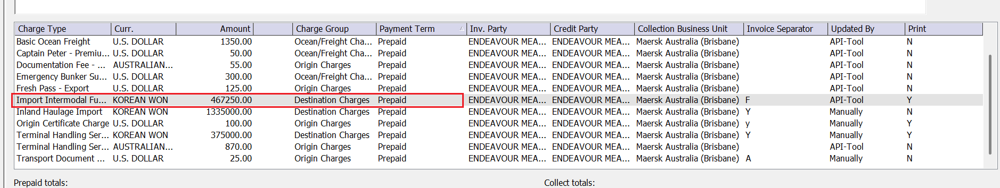 Charge Type Curr. Amount Charge Group Payment Term Inv. Party Credit Party Collection Business Unit Invoice Separator Updated By Print
Basic Ocean Freight U.S. DOLLAR 1350.00 Ocean/Freight Cha... Prepaid ENDEAVOUR MEA... ENDEAVOUR MEA... Maersk Australia (Brisbane) API-Tool N
Captain Peter - Premiu... U.S. DOLLAR 50.00 Ocean/Freight Cha... Prepaid ENDEAVOUR MEA... ENDEAVOUR MEA... Maersk Australia (Brisbane) API-Tool N
Documentation Fee - ... AUSTRALIAN... 55.00 Origin Charges Prepaid ENDEAVOUR MEA... ENDEAVOUR MEA... Maersk Australia (Brisbane) API-Tool N
Emergency Bunker Su... U.S. DOLLAR 300.00 Ocean/Freight Cha... Prepaid ENDEAVOUR MEA... ENDEAVOUR MEA... Maersk Australia (Brisbane) API-Tool N
Fresh Pass - Export U.S. DOLLAR 125.00 Origin Charges Prepaid ENDEAVOUR MEA... ENDEAVOUR MEA... Maersk Australia (Brisbane) API-Tool N
Import Intermodal Fu... KOREAN WON 467250.00 Destination Charges Prepaid ENDEAVOUR MEA... ENDEAVOUR MEA... Maersk Australia (Brisbane) F API-Tool Y
Inland Haulage Import KOREAN WON 1335000.00 Destination Charges Prepaid ENDEAVOUR MEA... ENDEAVOUR MEA... Maersk Australia (Brisbane) Y Manually N
Origin Certificate Charge U.S. DOLLAR 100.00 Origin Charges Prepaid ENDEAVOUR MEA... ENDEAVOUR MEA... Maersk Australia (Brisbane) y Manually Y
Terminal Handling Ser... KOREAN WON 375000.00 Destination Charges Prepaid ENDEAVOUR MEA... ENDEAVOUR MEA... Maersk Australia (Brisbane) Y Manually Y
Terminal Handling Ser... AUSTRALIAN... 870.00 Origin Charges Prepaid ENDEAVOUR MEA... ENDEAVOUR MEA... Maersk Australia (Brisbane) API-Tool N
Transport Document ... U.S. DOLLAR 25.00 Origin Charges Prepaid ENDEAVOUR MEA... ENDEAVOUR MEA... Maersk Australia (Brisbane) A Manually N
Prepaid totals: Collect totals: